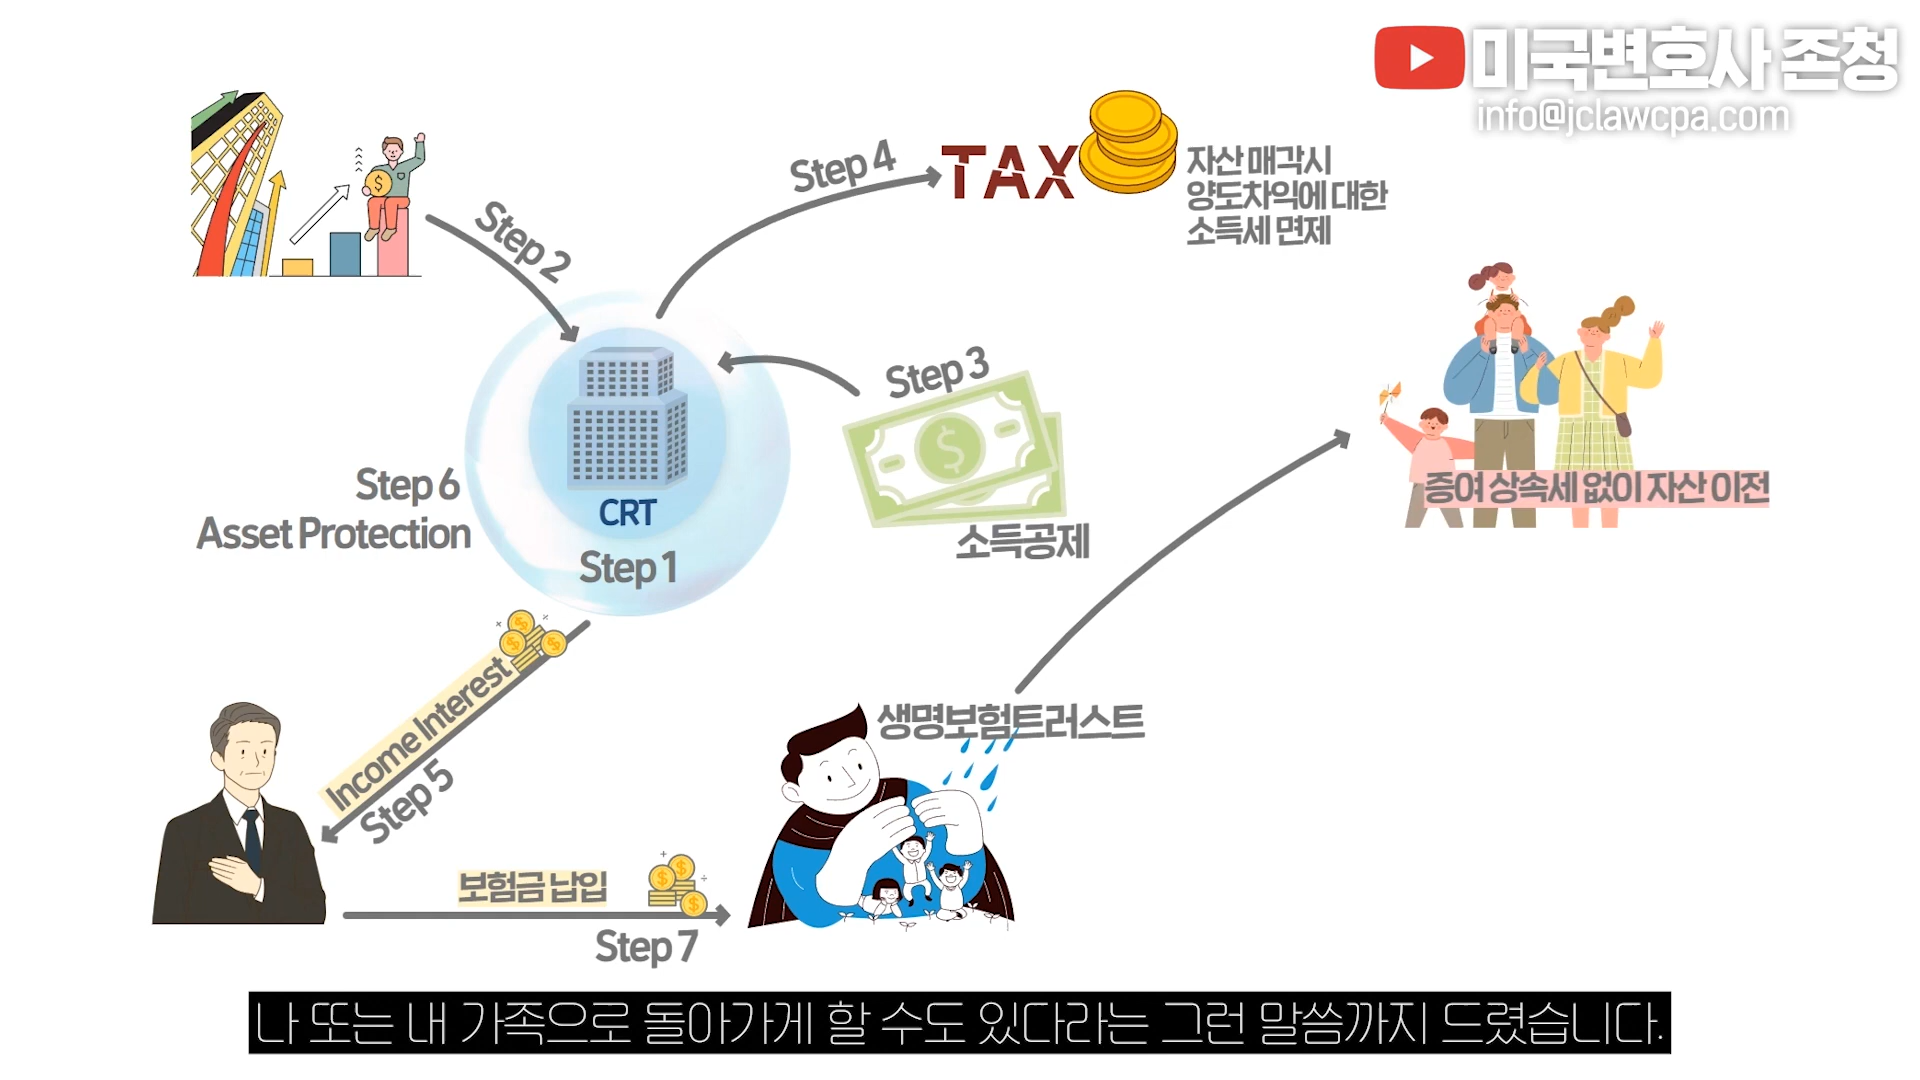 미국변호사 존청
info@jclawcpa.com
Step 2
Step 4
TAX
자산 매각시
양도차익에 대한
소득세 면제
Step 3
소득공제
CRT
Step 1
Step 6
Asset Protection
증여 상속세 없이 자산 이전
Income Interest
Step 5
생명보험트러스트
보험금 납입
Step 7
나 또는 내 가족으로 돌아가게 할 수도 있다라는 그런 말씀까지 드렸습니다.